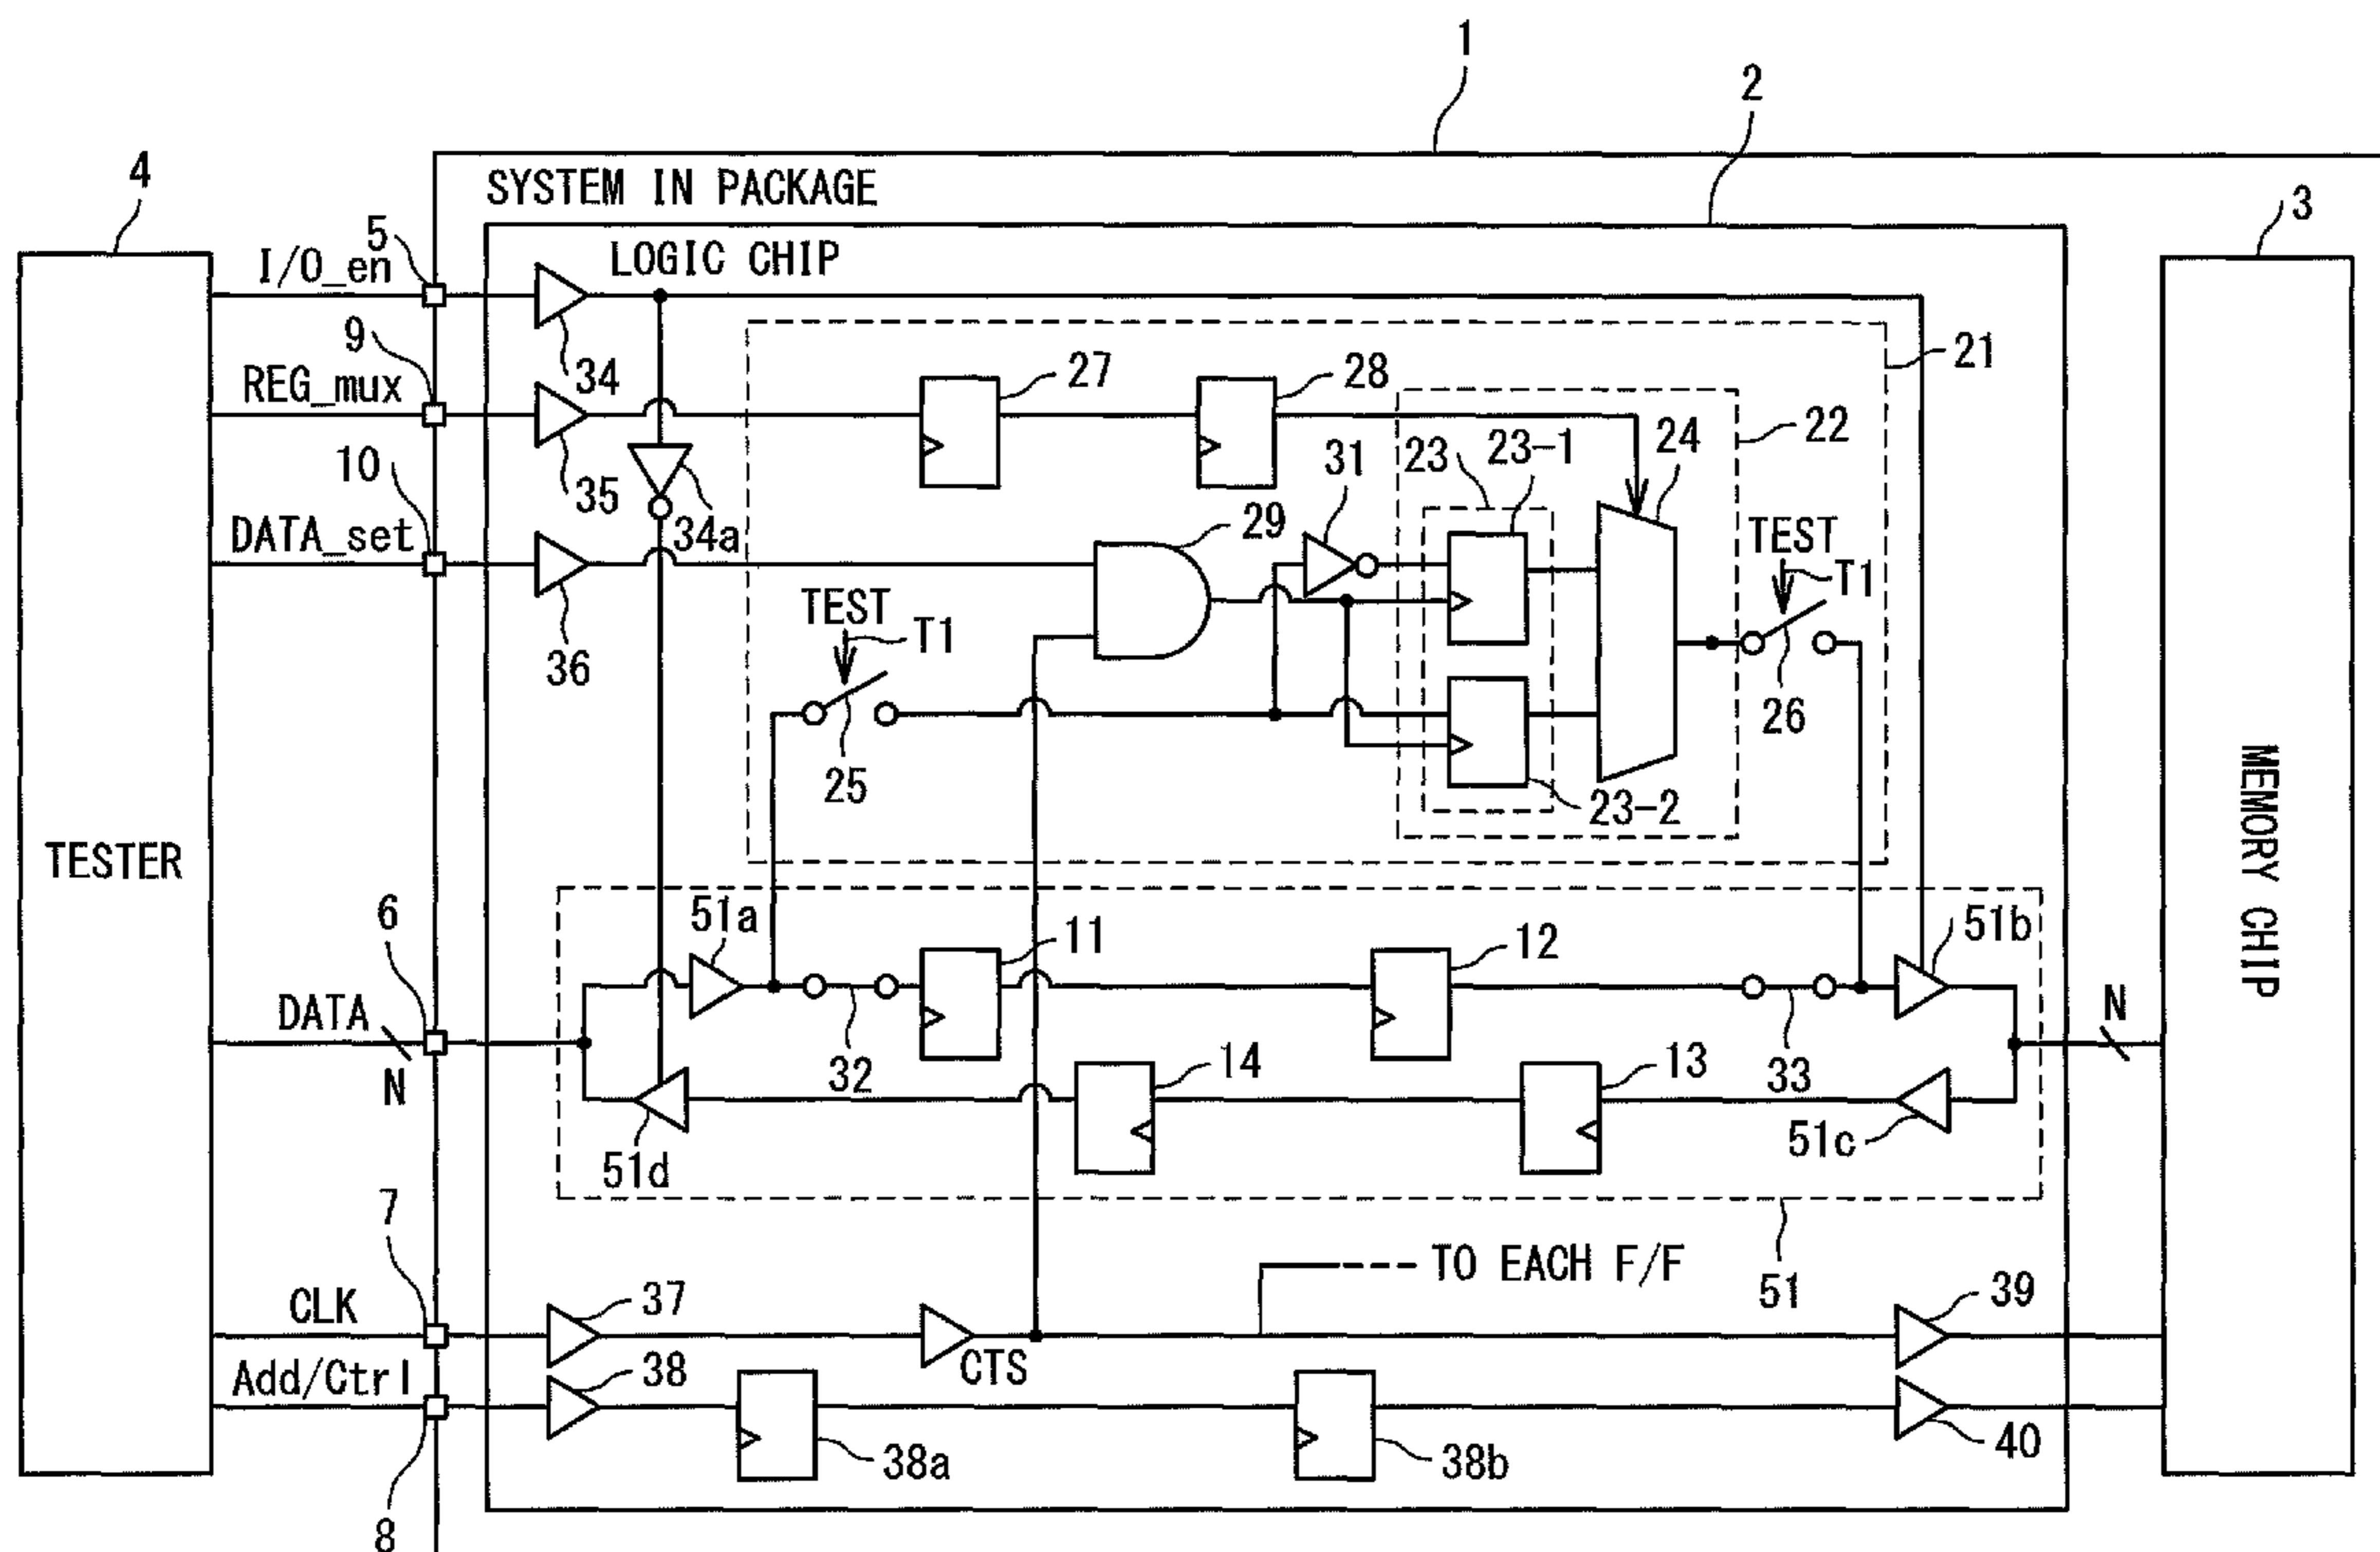 1
2
SYSTEM IN PACKAGE
4
3
5
I/O_en
LOGIC CHIP
34
9
REG_mux
27
28
21
22
35
10
31
23
23-1
24
DATA_set
34a
29
TEST
T1
36
TEST
T1
25
26
23-2
MEMORY CHIP
TESTER
6
51a
11
12
51b
DATA
N
N
32
14
13
33
51c
51d
7
TO EACH F/F
51
CLK
37
39
CTS
Add/Ctrl
38
38a
38b
40
8